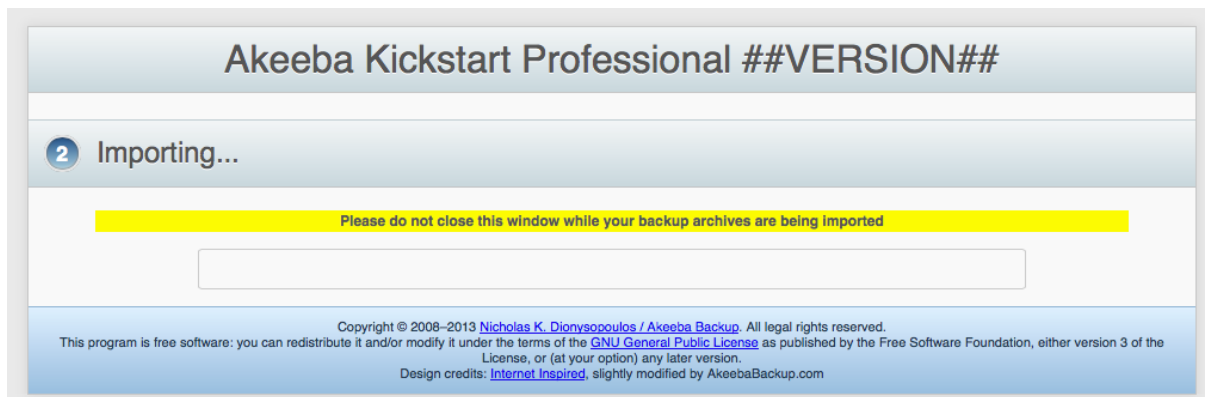 Akeeba Kickstart Professional ##VERSION##
2 Importing...
Please do not close this window while your backup archives are being imported
Copyright © 2008–2013 Nicholas K. Dionysopoulos / Akeeba Backup. All legal rights reserved.
This program is free software: you can redistribute it and/or modify it under the terms of the GNU General Public License as published by the Free Software Foundation, either version 3 of the
License, or (at your option) any later version.
Design credits: Internet Inspired, slightly modified by AkeebaBackup.com